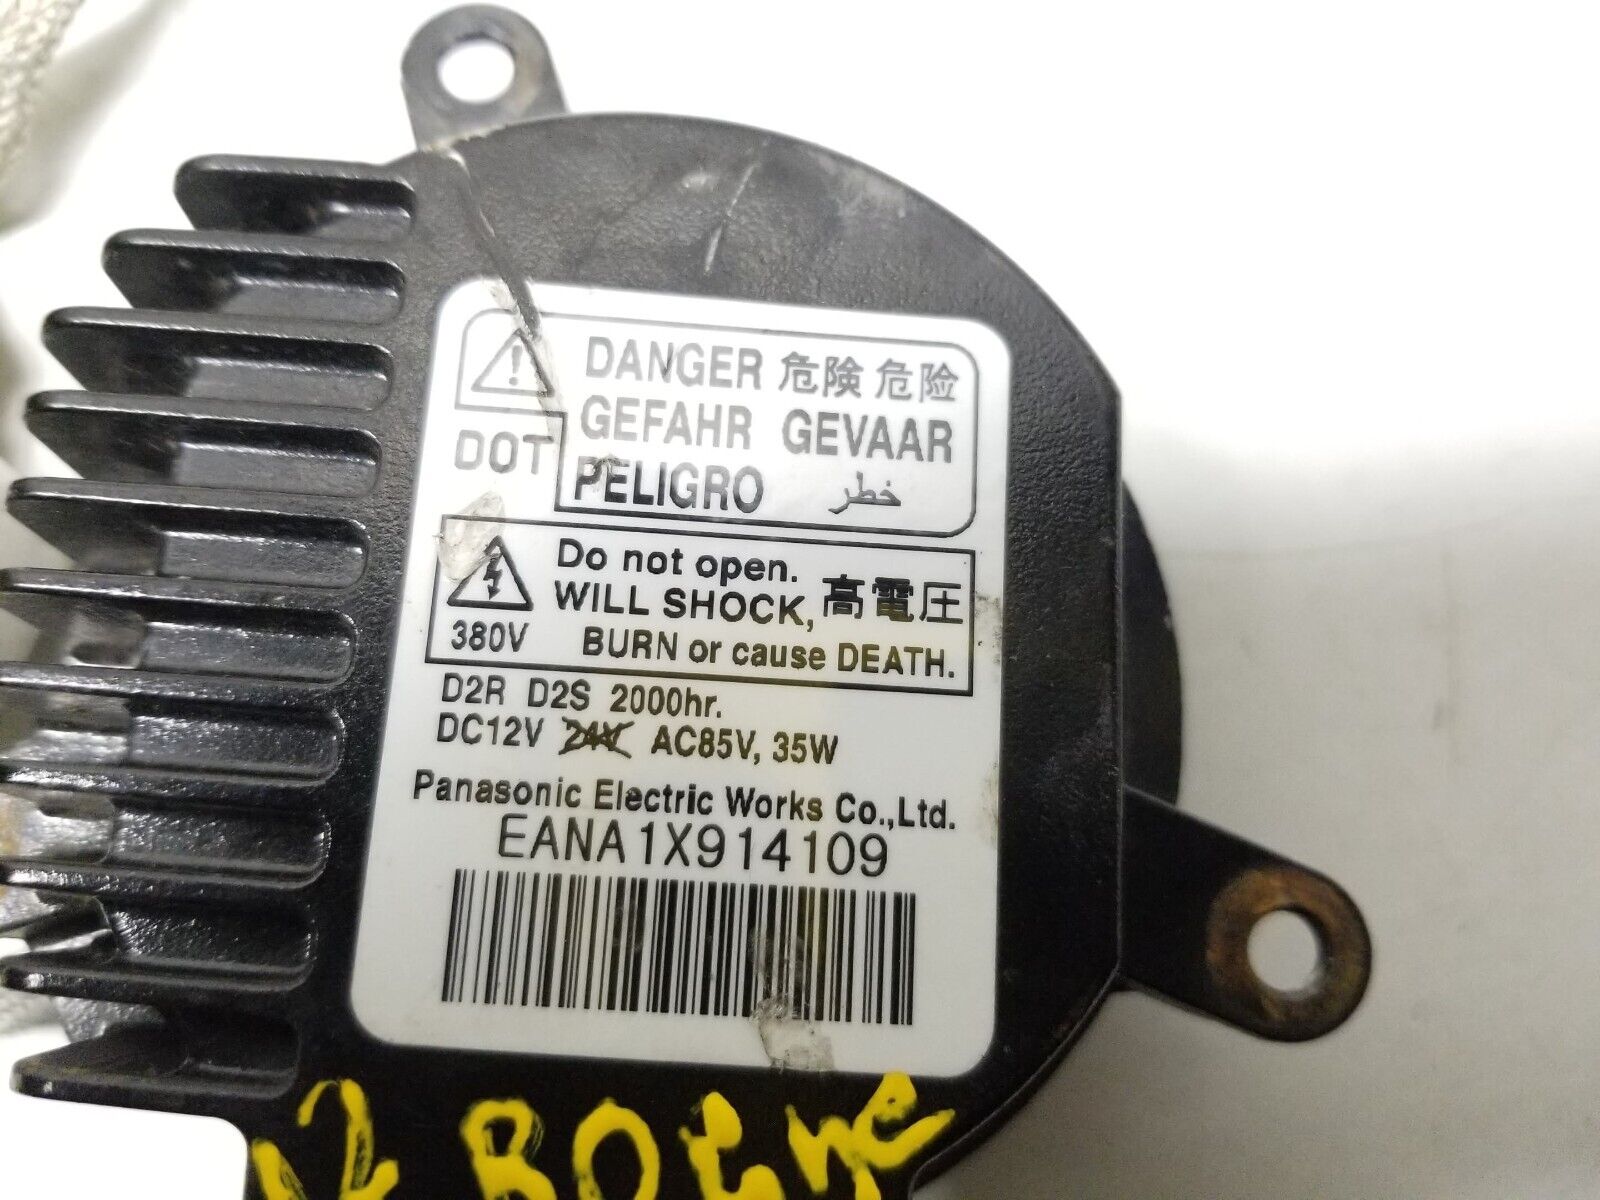 DANGER 危険 危险
GEFAHR GEVAAR
DOT PELIGRO خطر
Do not open.
WILL SHOCK, 高電圧
380V BURN or cause DEATH.
D2R D2S 2000hr.
DC12V 24V AC85V, 35W
Panasonic Electric Works Co.,Ltd.
EANA1X914109